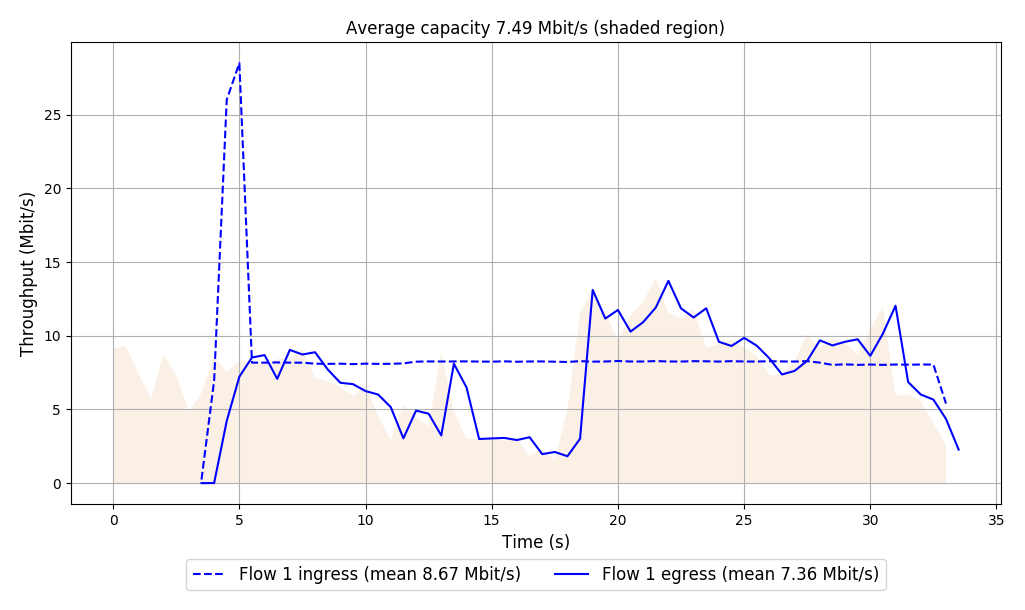 Average capacity 7.49 Mbit/s (shaded region)
Throughput (Mbit/s)
25
20
15
10
5
0
0 5 10 15 20 25 30 35
Time (s)
Flow 1 ingress (mean 8.67 Mbit/s) Flow 1 egress (mean 7.36 Mbit/s)